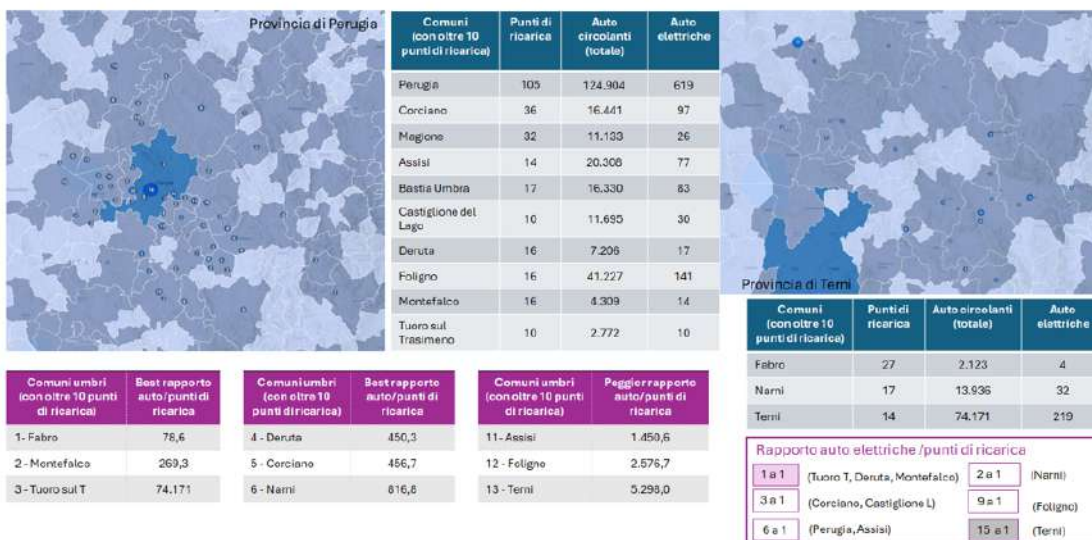 Provincia di Perugia
Comuni
(con oltre 10
punti di ricarica)
Punti di
ricarica
Auto
circolanti
(totale)
Auto
elettriche
Perugia 105 124.904 619
Corciano 36 16.441 97
Magione 32 11.133 26
Assisi 14 20.308 77
Bastia Umbra 17 16.330 83
Castiglione del
Lago 10 11.695 30
Deruta 16 7.206 17
Foligno 16 41.227 141
Montefalco 16 4.309 14
Tuoro sul
Trasimeno 10 2.772 10
Provincia di Terni
Comuni
(con oltre 10
punti di ricarica)
Punti di
ricarica
Auto circolanti
(totale)
Auto
elettriche
Fabro 27 2.123 4
Narni 17 13.936 32
Terni 14 74.171 219
Comuni umbri
(con oltre 10 punti
di ricarica)
Best rapporto
auto/punti di
ricarica
1- Fabro 78,6
2 - Montefalco 269,3
3 - Tuoro sul T 74.171
Comuni umbri
(con oltre 10
punti di ricarica)
Best rapporto
auto/punti di
ricarica
4 - Deruta 450,3
5 - Corciano 456,7
6 - Narni 816,8
Comuni umbri
(con oltre 10 punti
di ricarica)
Peggior rapporto
auto/punti di
ricarica
11- Assisi 1.450,6
12 - Foligno 2.576,7
13 - Terni 5.298,0
Rapporto auto elettriche /punti di ricarica
1 a 1 (Tuoro T, Deruta, Montefalco) 2 a 1 (Narni)
3 a 1 (Corciano, Castiglione L) 9 a 1 (Foligno)
6 a 1 (Perugia, Assisi) 15 a 1 (Terni)